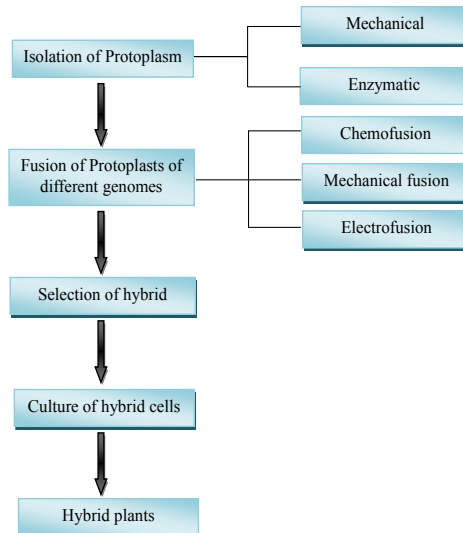 Isolation of Protoplasm
Mechanical
Enzymatic
Fusion of Protoplasts of
different genomes
Chemofusion
Mechanical fusion
Electrofusion
Selection of hybrid
Culture of hybrid cells
Hybrid plants